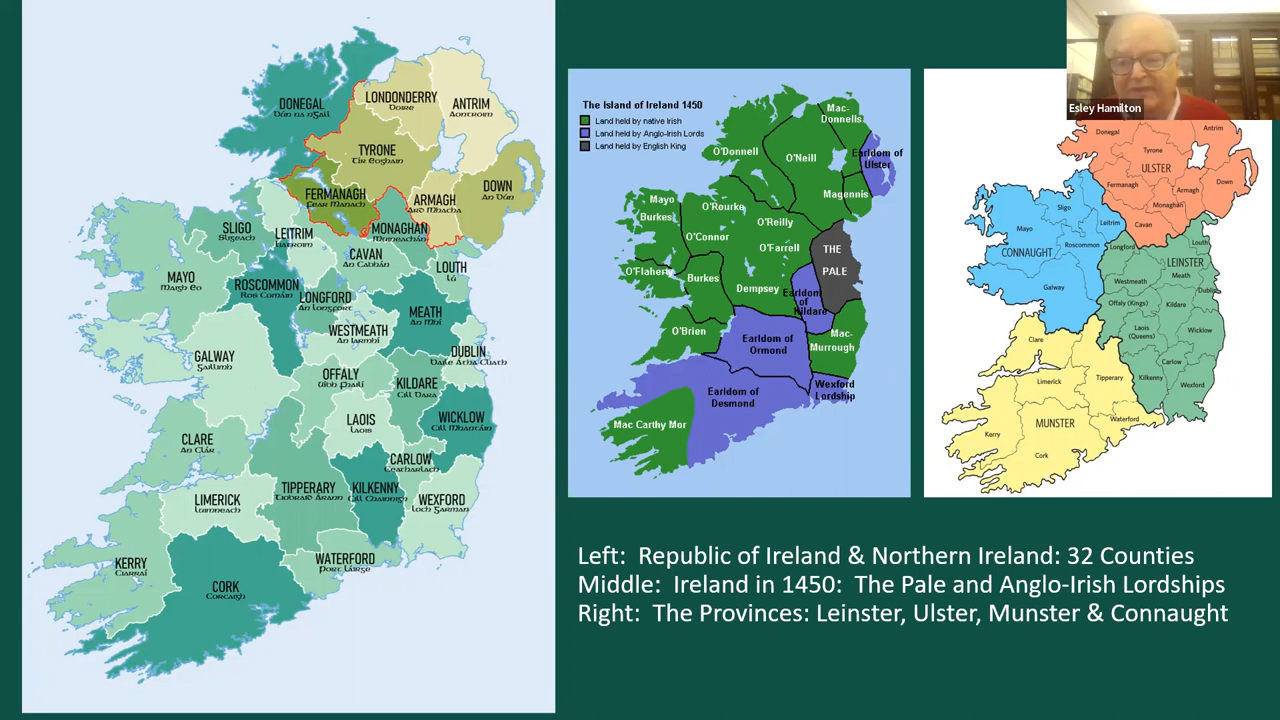 DONEGAL
Dún na nGall
LONDONDERRY
Doire
ANTRIM
Aontroim
TYRONE
Tír Eoghain
FERMANAGH
Fear Manach
ARMAGH
Ard Mhacha
DOWN
An Dún
MONAGHAN
Muineachán
SLIGO
Sligeach
LEITRIM
Liatroim
CAVAN
An Cabhán
LOUTH
Lú
MAYO
Maigh Eo
ROSCOMMON
Ros Comáin
LONGFORD
An Longfort
MEATH
An Mhí
WESTMEATH
An Iarmhí
DUBLIN
Baile Átha Cliath
GALWAY
Gaillimh
OFFALY
Uíbh Fhailí
KILDARE
Cill Dara
LAOIS
Laois
WICKLOW
Cill Mhantáin
CLARE
An Clár
CARLOW
Ceatharlach
TIPPERARY
Tiobraid Árann
KILKENNY
Cill Chainnigh
LIMERICK
Luimneach
WEXFORD
Loch Garman
KERRY
Ciarraí
WATERFORD
Port Láirge
CORK
Corcaigh
The Island of Ireland 1450
Land held by native Irish
Land held by Anglo-Irish Lords
Land held by English King
Mac-
Donnells
O'Donnell
O'Neill
Earldom of
Ulster
Magennis
Mayo
Burkes
O'Rourke
O'Reilly
O'Connor
O'Farrell
THE
PALE
O'Flaherty
Burkes
Dempsey
Earldom
of
Kildare
O'Brien
Earldom of
Ormond
Mac-
Murrough
Earldom of
Desmond
Wexford
Lordship
Mac Carthy Mor
Esley Hamilton
Donegal
Antrim
Tyrone
ULSTER
Fermanagh
Armagh
Down
Monaghan
Cavan
Sligo
Leitrim
Mayo
Roscommon
CONNAUGHT
Galway
Longford
Louth
LEINSTER
Meath
Westmeath
Dublin
Offaly (Kings)
Kildare
Laois
(Queens)
Wicklow
Carlow
Kilkenny
Wexford
Clare
Limerick
Tipperary
MUNSTER
Waterford
Kerry
Cork
Left: Republic of Ireland & Northern Ireland: 32 Counties
Middle: Ireland in 1450: The Pale and Anglo-Irish Lordships
Right: The Provinces: Leinster, Ulster, Munster & Connaught